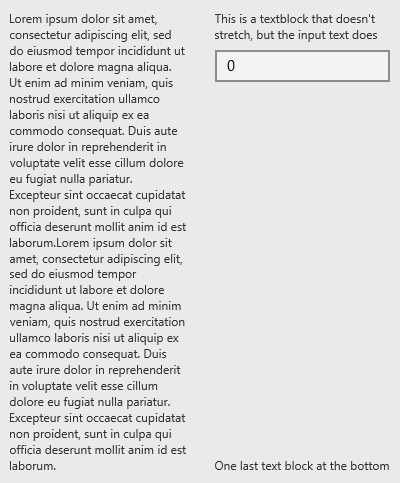 Lorem ipsum dolor sit amet,
consectetur adipiscing elit, sed
do eiusmod tempor incididunt ut
labore et dolore magna aliqua.
Ut enim ad minim veniam, quis
nostrud exercitation ullamco
laboris nisi ut aliquip ex ea
commodo consequat. Duis aute
irure dolor in reprehenderit in
voluptate velit esse cillum dolore
eu fugiat nulla pariatur.
Excepteur sint occaecat cupidatat
non proident, sunt in culpa qui
officia deserunt mollit anim id est
laborum.Lorem ipsum dolor sit
amet, consectetur adipiscing elit,
sed do eiusmod tempor
incididunt ut labore et dolore
magna aliqua. Ut enim ad minim
veniam, quis nostrud exercitation
ullamco laboris nisi ut aliquip ex
ea commodo consequat. Duis
aute irure dolor in reprehenderit
in voluptate velit esse cillum
dolore eu fugiat nulla pariatur.
Excepteur sint occaecat cupidatat
non proident, sunt in culpa qui
officia deserunt mollit anim id est
laborum.
This is a textblock that doesn't
stretch, but the input text does
0
One last text block at the bottom